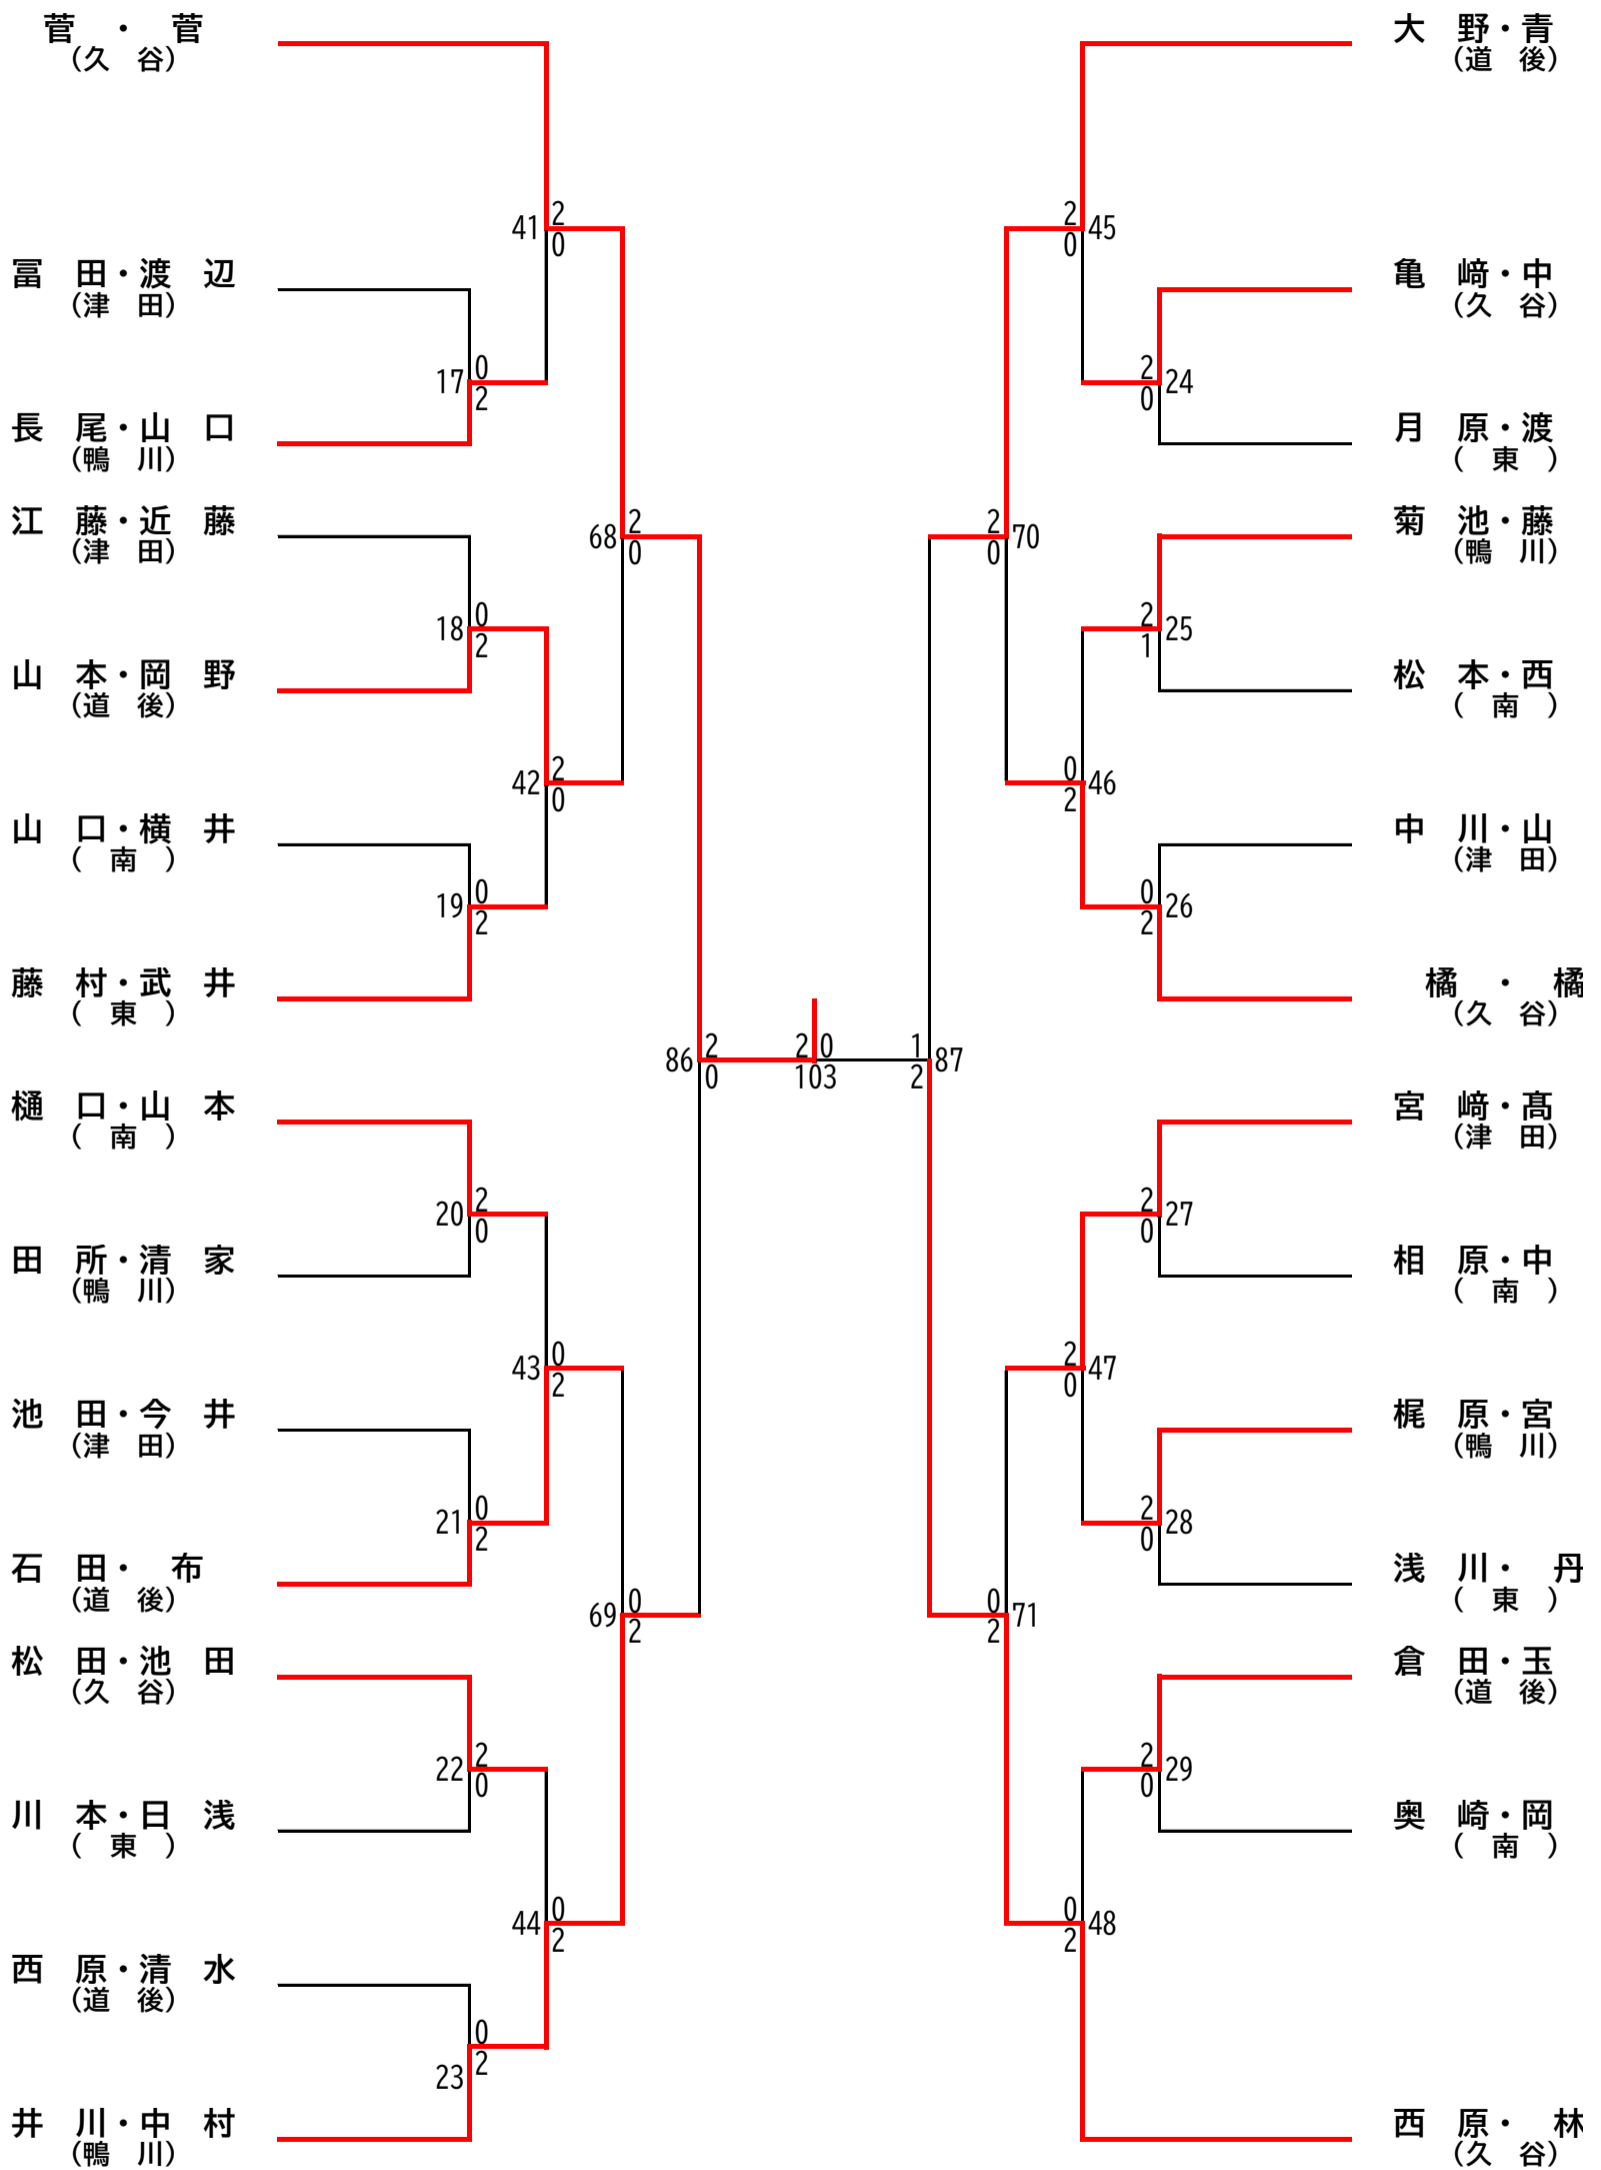 菅　・　菅
（久　谷）
冨　田・渡　辺
（津　田）
長　尾・山　口
（鴨　川）
江　藤・近　藤
（津　田）
山　本・岡　野
（道　後）
山　口・横　井
（　南　）
藤　村・武　井
（　東　）
樋　口・山　本
（　南　）
田　所・清　家
（鴨　川）
池　田・今　井
（津　田）
石　田・　布
（道　後）
松　田・池　田
（久　谷）
川　本・日　浅
（　東　）
西　原・清　水
（道　後）
井　川・中　村
（鴨　川）
17
0
2
18
0
2
19
0
2
20
2
0
21
0
2
22
2
0
23
0
2
41
2
0
42
2
0
43
0
2
44
0
2
68
2
0
69
0
2
86
2
0
2 0
103
1
2
87
2
0
70
0
2
71
2
0
45
0
2
46
2
0
47
0
2
48
2
0
24
2
1
25
0
2
26
2
0
27
2
0
28
2
0
29
大　野・青
（道　後）
亀　﨑・中
（久　谷）
月　原・渡
（　東　）
菊　池・藤
（鴨　川）
松　本・西
（　南　）
中　川・山
（津　田）
橘　・　橘
（久　谷）
宮　﨑・髙
（津　田）
相　原・中
（　南　）
梶　原・宮
（鴨　川）
浅　川・　丹
（　東　）
倉　田・玉
（道　後）
奥　崎・岡
（　南　）
西　原・　林
（久　谷）